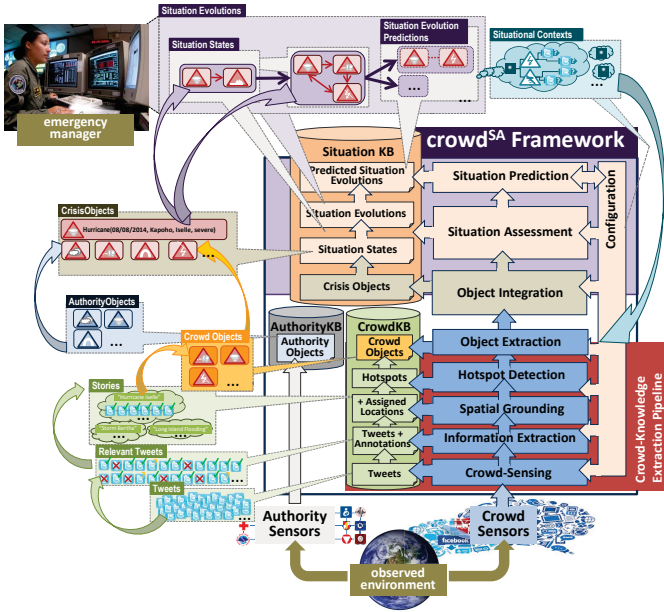 Situation Evolutions
Situation States
Situation Evolution
Predictions
Situational Contexts
...
...
...
emergency
manager
crowdSA Framework
Situation KB
Predicted Situation
Evolutions
Situation Prediction
Situation Evolutions
Situation Assessment
Configuration
Situation States
Crisis Objects
Object Integration
CrisisObjects
Hurricane(08/08/2014, Kapoho, Iselle, severe)
...
AuthorityObjects
...
Crowd Objects
...
AuthorityKB
Authority
Objects
CrowdKB
Crowd
Objects
Object Extraction
Hotspots
Hotspot Detection
+ Assigned
Locations
Spatial Grounding
Tweets +
Annotations
Information Extraction
Tweets
Crowd-Sensing
Crowd-Knowledge
Extraction Pipeline
Stories
"Hurricane Iselle"
...
"Storm Bertha"
...
"Long Island Flooding"
...
Relevant Tweets
...
Tweets
...
Authority
Sensors
Crowd
Sensors
facebook
observed
environment